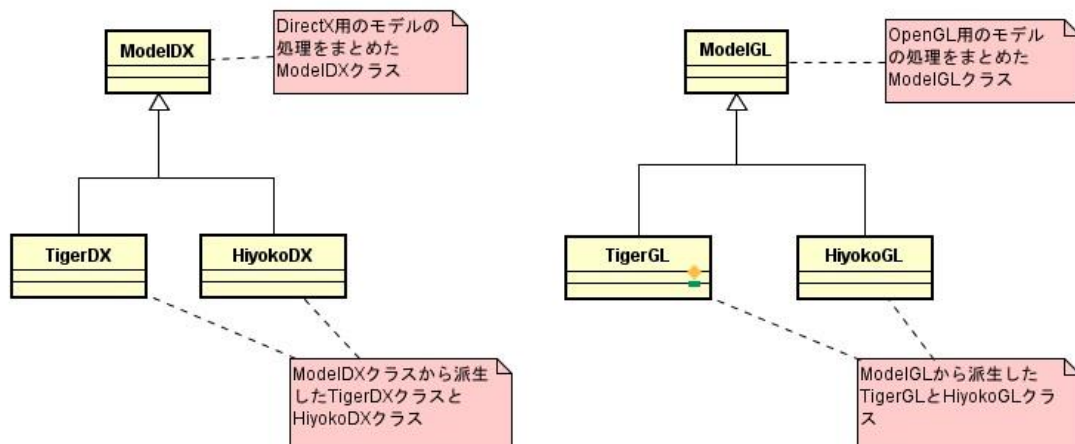 ModelDX
DirectX用のモデルの
処理をまとめた
ModelDXクラス
TigerDX
HiyokoDX
ModelDXクラスから派生
したTigerDXクラスと
HiyokoDXクラス
ModelGL
OpenGL用のモデル
の処理をまとめた
ModelGLクラス
TigerGL
HiyokoGL
ModelGLから派生した
TigerGLとHiyokoGLクラ
ス